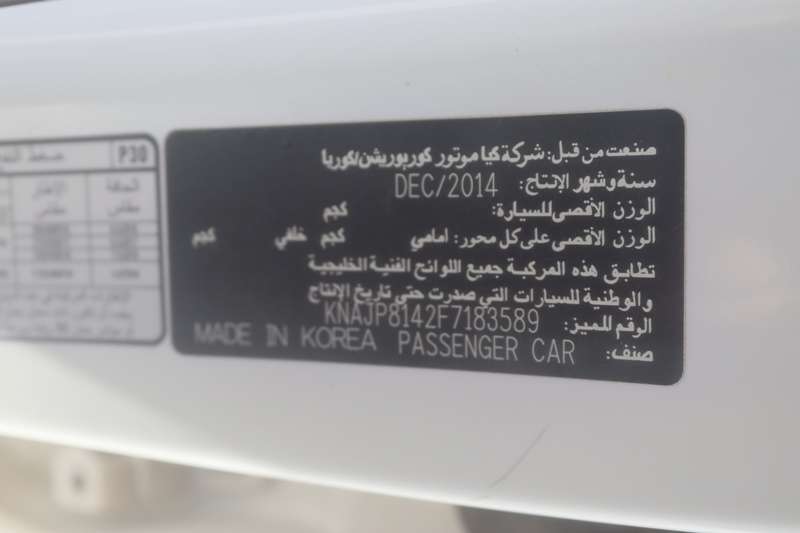 صنعت من قبل: شركة كيا موتور كوربوريشن/كوريا
سنة وشهر الإنتاج: DEC/2014
الوزن الأقصى للسيارة: كجم
الوزن الأقصى على كل محور: أمامي كجم خلفي كجم
تطابق هذه المركبة جميع اللوائح الفنية الخليجية
والوطنية للسيارات التي صدرت حتى تاريخ الإنتاج
الرقم المميز: KNAJP8142F7183589
صنف: PASSENGER CAR MADE IN KOREA
P30 ضغط